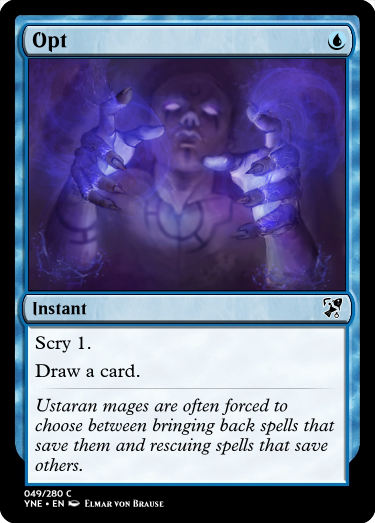 Opt
Instant
Scry 1.
Draw a card.
Ustaran mages are often forced to
choose between bringing back spells that
save them and rescuing spells that save
others.
049/280 C
YNE • EN Elmar von Brause